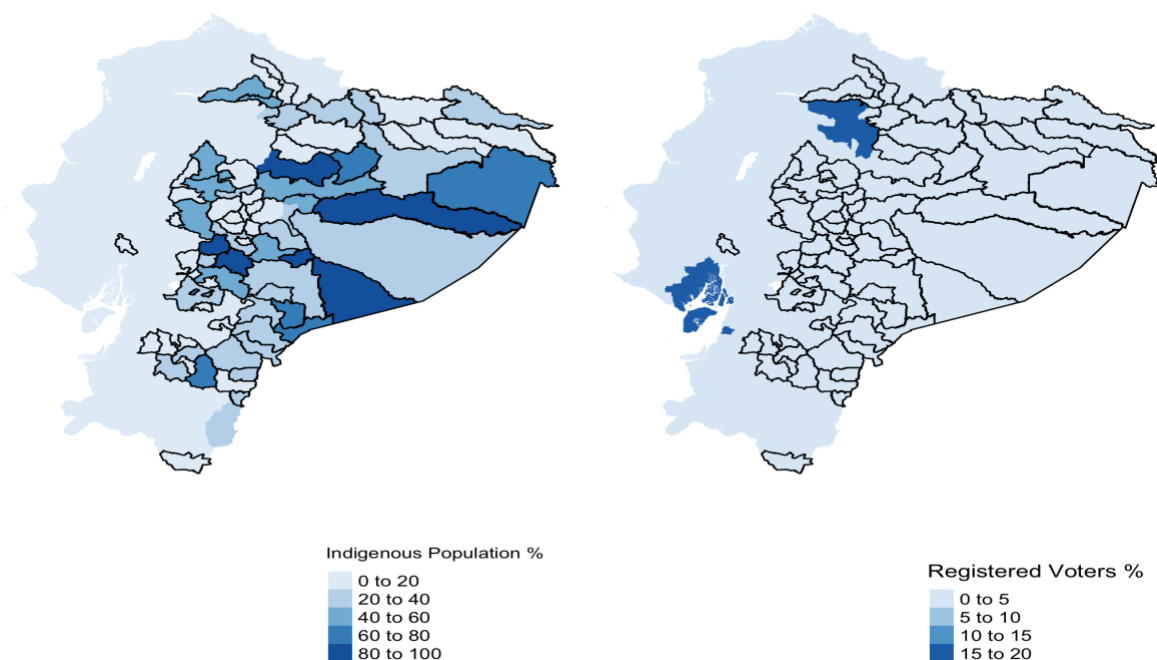 Indigenous Population %
0 to 20
20 to 40
40 to 60
60 to 80
80 to 100
Registered Voters %
0 to 5
5 to 10
10 to 15
15 to 20